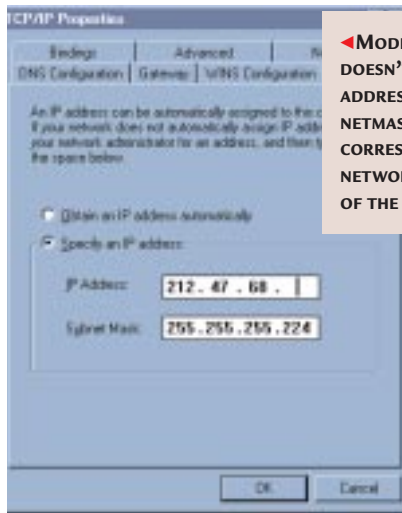 TCP/IP Properties
Bindings Advanced
DNS Configuration Gateway WINS Configuration
An IP address can be automatically assigned to this
If your network does not automatically assign IP
your network administrator for an address, and then
the space below.
Obtain an IP address automatically
Specify an IP address:
IP Address: 212. 47 . 68 .
Subnet Mask: 255.255.255.224
OK Cancel
DOESN'
ADDRES
NETMAS
CORRES
NETWO
OF THE